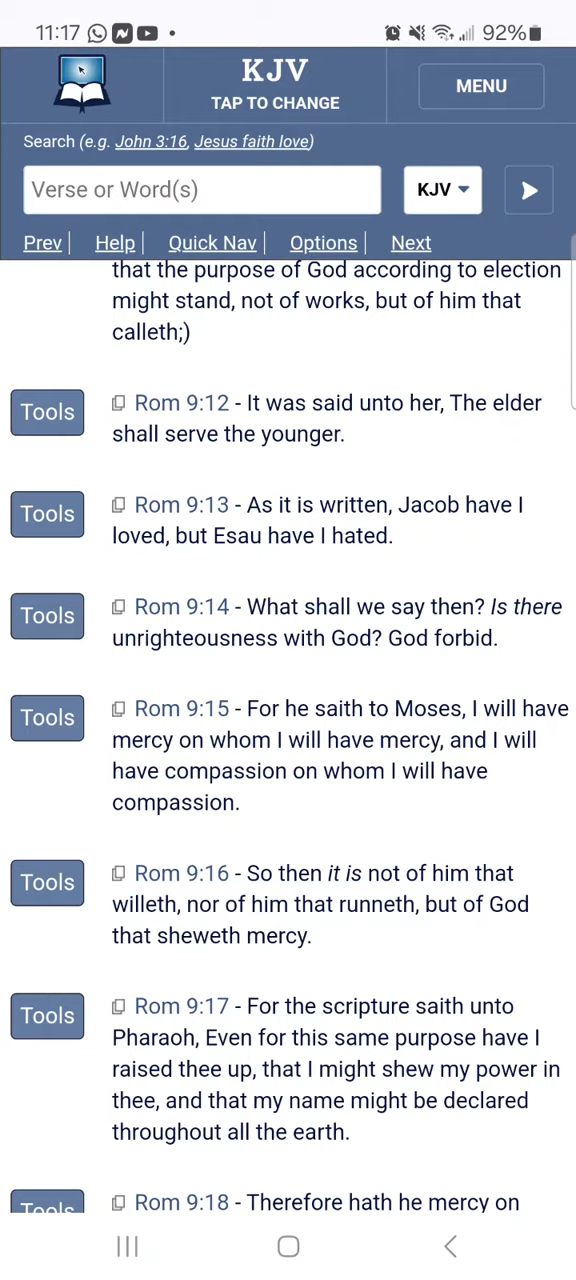 11:17 92%
KJV
TAP TO CHANGE
MENU
Search (e.g. John 3:16, Jesus faith love)
Verse or Word(s)
KJV
Prev | Help | Quick Nav | Options | Next
that the purpose of God according to election
might stand, not of works, but of him that
calleth;)
Tools
Rom 9:12 - It was said unto her, The elder
shall serve the younger.
Tools
Rom 9:13 - As it is written, Jacob have I
loved, but Esau have I hated.
Tools
Rom 9:14 - What shall we say then? Is there
unrighteousness with God? God forbid.
Tools
Rom 9:15 - For he saith to Moses, I will have
mercy on whom I will have mercy, and I will
have compassion on whom I will have
compassion.
Tools
Rom 9:16 - So then it is not of him that
willeth, nor of him that runneth, but of God
that sheweth mercy.
Tools
Rom 9:17 - For the scripture saith unto
Pharaoh, Even for this same purpose have I
raised thee up, that I might shew my power in
thee, and that my name might be declared
throughout all the earth.
Tools
Rom 9:18 - Therefore hath he mercy on